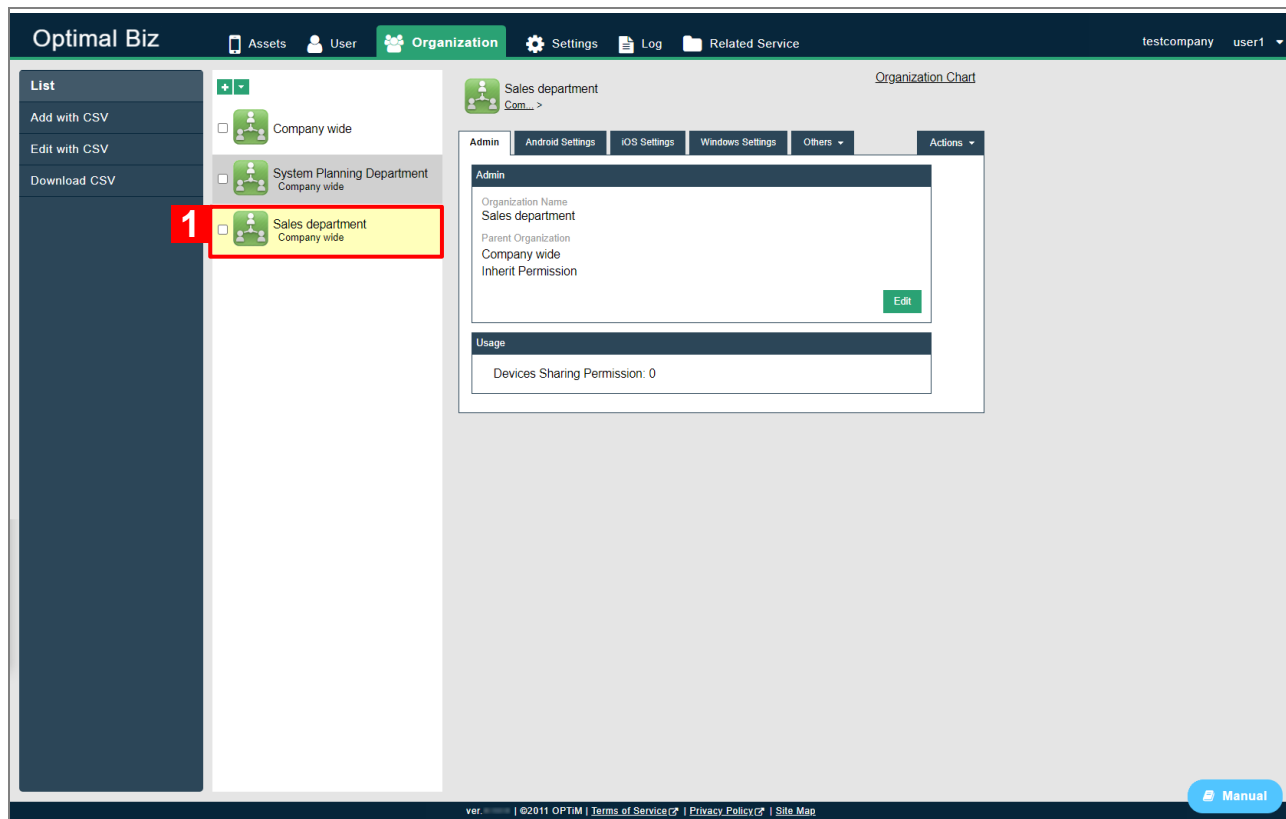 Optimal Biz
Assets User Organization Settings Log Related Service testcompany user1
List
Add with CSV
Edit with CSV
Download CSV
Company wide
System Planning Department
Company wide
1
Sales department
Company wide
Sales department
Com... >
Organization Chart
Admin Android Settings iOS Settings Windows Settings Others Actions
Admin
Organization Name
Sales department
Parent Organization
Company wide
Inherit Permission
Edit
Usage
Devices Sharing Permission: 0
Manual
ver. | ©2011 OPTiM | Terms of Service | Privacy Policy | Site Map